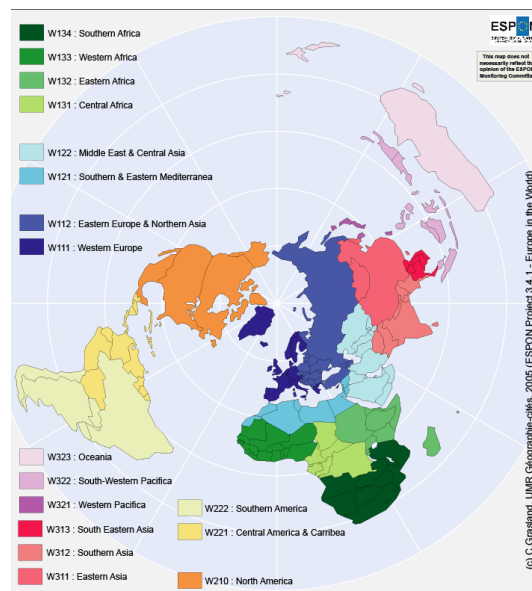 W134 : Southern Africa
W133 : Western Africa
W132 : Eastern Africa
W131 : Central Africa
W122 : Middle East & Central Asia
W121 : Southern & Eastern Mediterranea
W112 : Eastern Europe & Northern Asia
W111 : Western Europe
W323 : Oceania
W322 : South-Western Pacifica
W321 : Western Pacifica
W313 : South Eastern Asia
W312 : Southern Asia
W311 : Eastern Asia
W222 : Southern America
W221 : Central America & Carribea
W210 : North America
ESP
N
This map does not
necessarily reflect the
opinion of the ESPON
Monitoring Committee
(c) C.Grasland, UMR Géographie-cités, 2005 (ESPON Project 3.4.1 - Europe in the World)